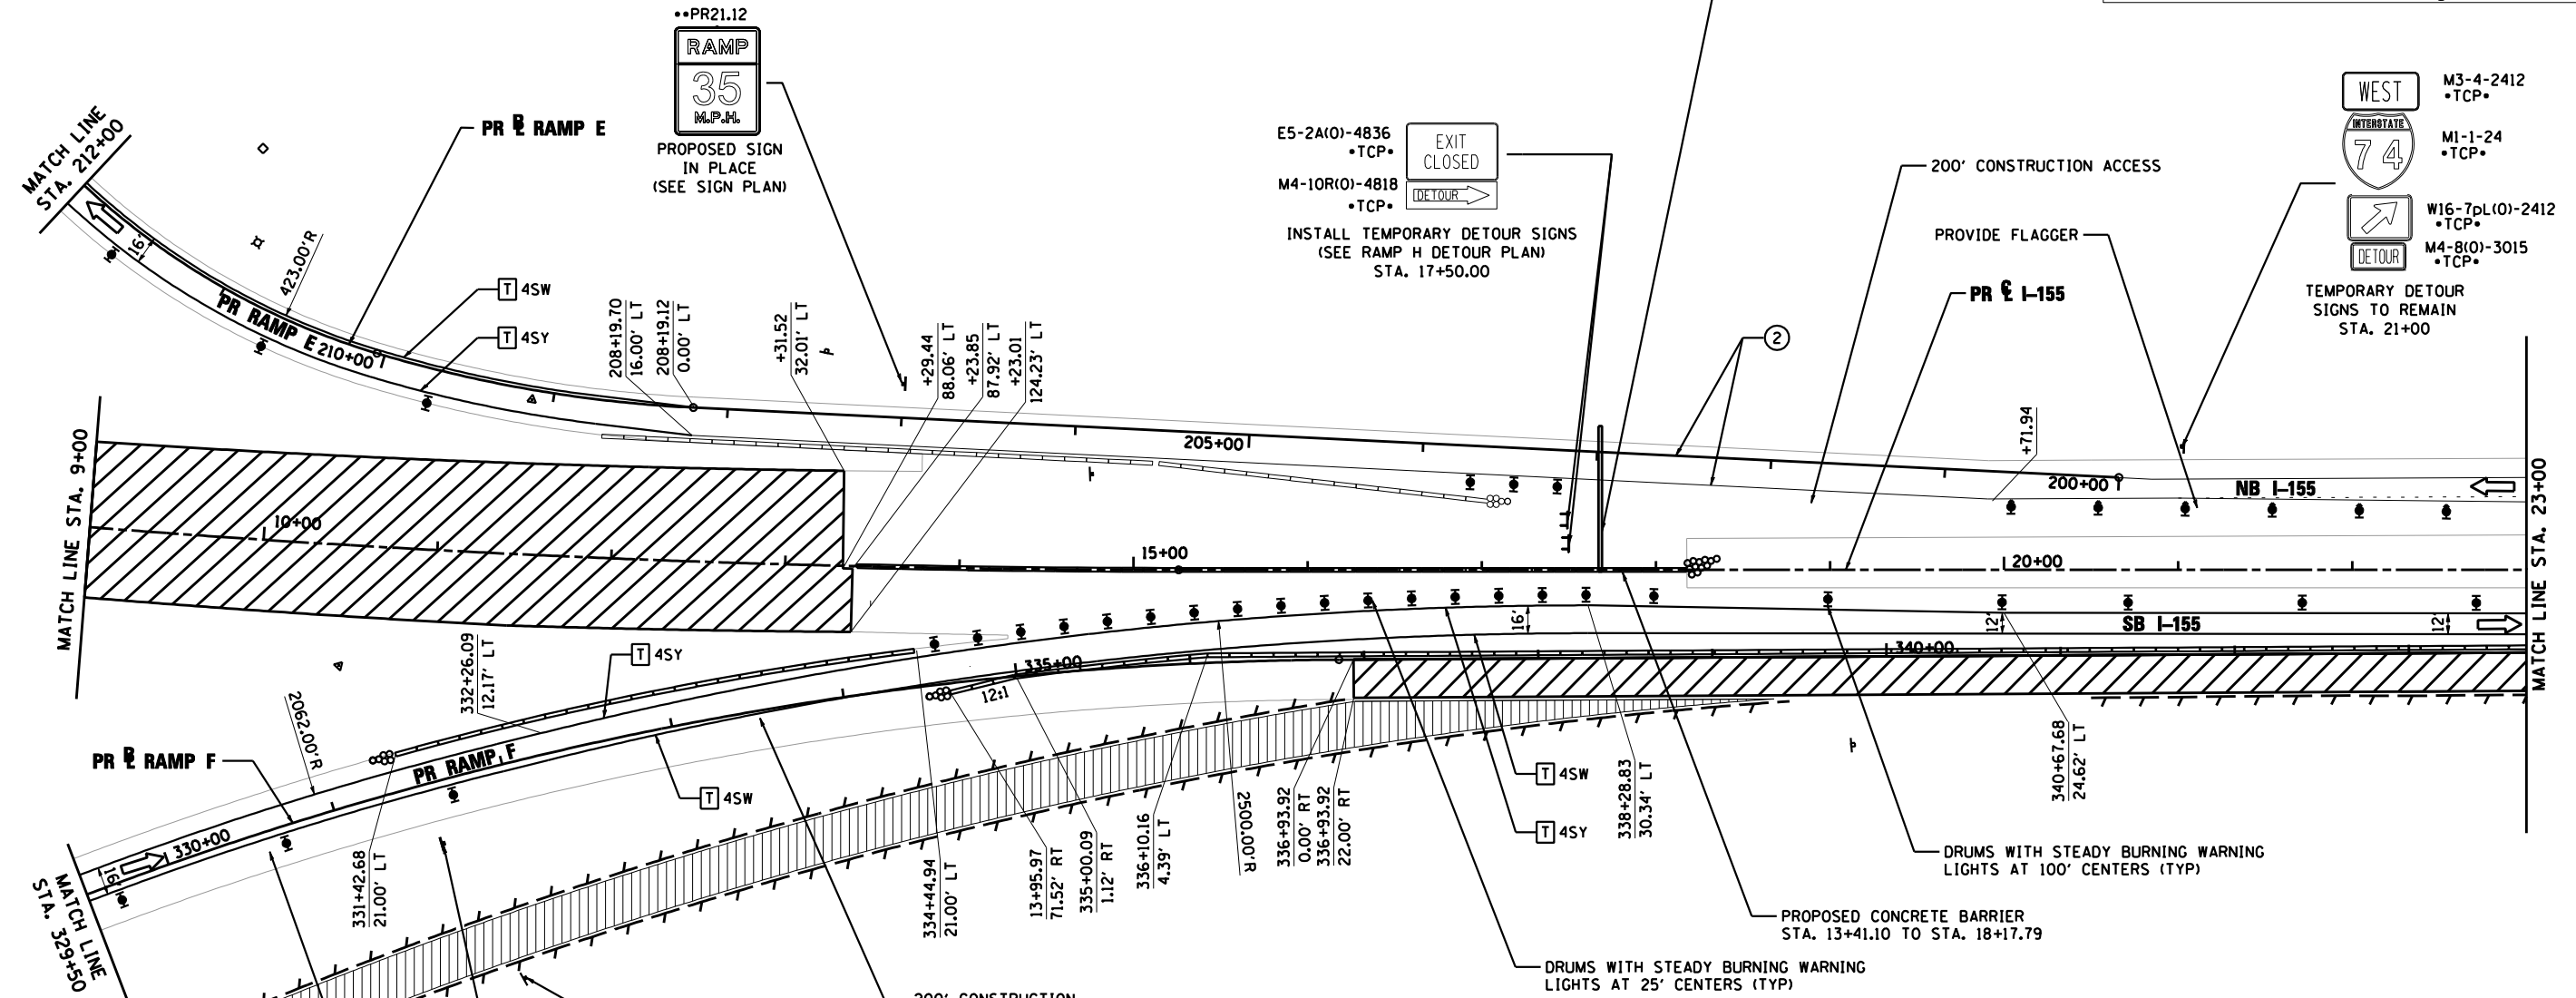 ••PR21.12
RAMP
35
M.P.H.
PROPOSED SIGN
IN PLACE
(SEE SIGN PLAN)
MATCH LINE
STA. 212+00
PR BL RAMP E
16'
423.00'R
PR RAMP E
210+00
T 4SW
T 4SY
208+19.70
16.00' LT
208+19.12
0.00' LT
+31.52
32.01' LT
+29.44
88.06' LT
+23.85
87.92' LT
+23.01
124.23' LT
205+00
E5-2A(O)-4836
•TCP•
EXIT
CLOSED
M4-10R(O)-4818
•TCP•
DETOUR
INSTALL TEMPORARY DETOUR SIGNS
(SEE RAMP H DETOUR PLAN)
STA. 17+50.00
2
200' CONSTRUCTION ACCESS
PROVIDE FLAGGER
PR CL I-155
WEST
M3-4-2412
•TCP•
INTERSTATE
74
M1-1-24
•TCP•
W16-7pL(O)-2412
•TCP•
DETOUR
M4-8(O)-3015
•TCP•
TEMPORARY DETOUR
SIGNS TO REMAIN
STA. 21+00
+71.94
200+00
NB I-155
MATCH LINE STA. 9+00
10+00
15+00
20+00
MATCH LINE STA. 23+00
SB I-155
16'
12'
12'
335+00
340+00
12:1
T 4SY
332+26.09
12.17' LT
2062.00'R
PR BL RAMP F
PR RAMP F
T 4SW
330+00
16'
MATCH LINE
STA. 329+50
331+42.68
21.00' LT
334+44.94
21.00' LT
13+95.97
71.52' RT
335+00.09
1.12' RT
336+10.16
4.39' LT
2500.00'R
336+93.92
0.00' RT
336+93.92
22.00' RT
T 4SW
T 4SY
338+28.83
30.34' LT
340+67.68
24.62' LT
DRUMS WITH STEADY BURNING WARNING
LIGHTS AT 100' CENTERS (TYP)
PROPOSED CONCRETE BARRIER
STA. 13+41.10 TO STA. 18+17.79
DRUMS WITH STEADY BURNING WARNING
LIGHTS AT 25' CENTERS (TYP)
200' CONSTRUCTION